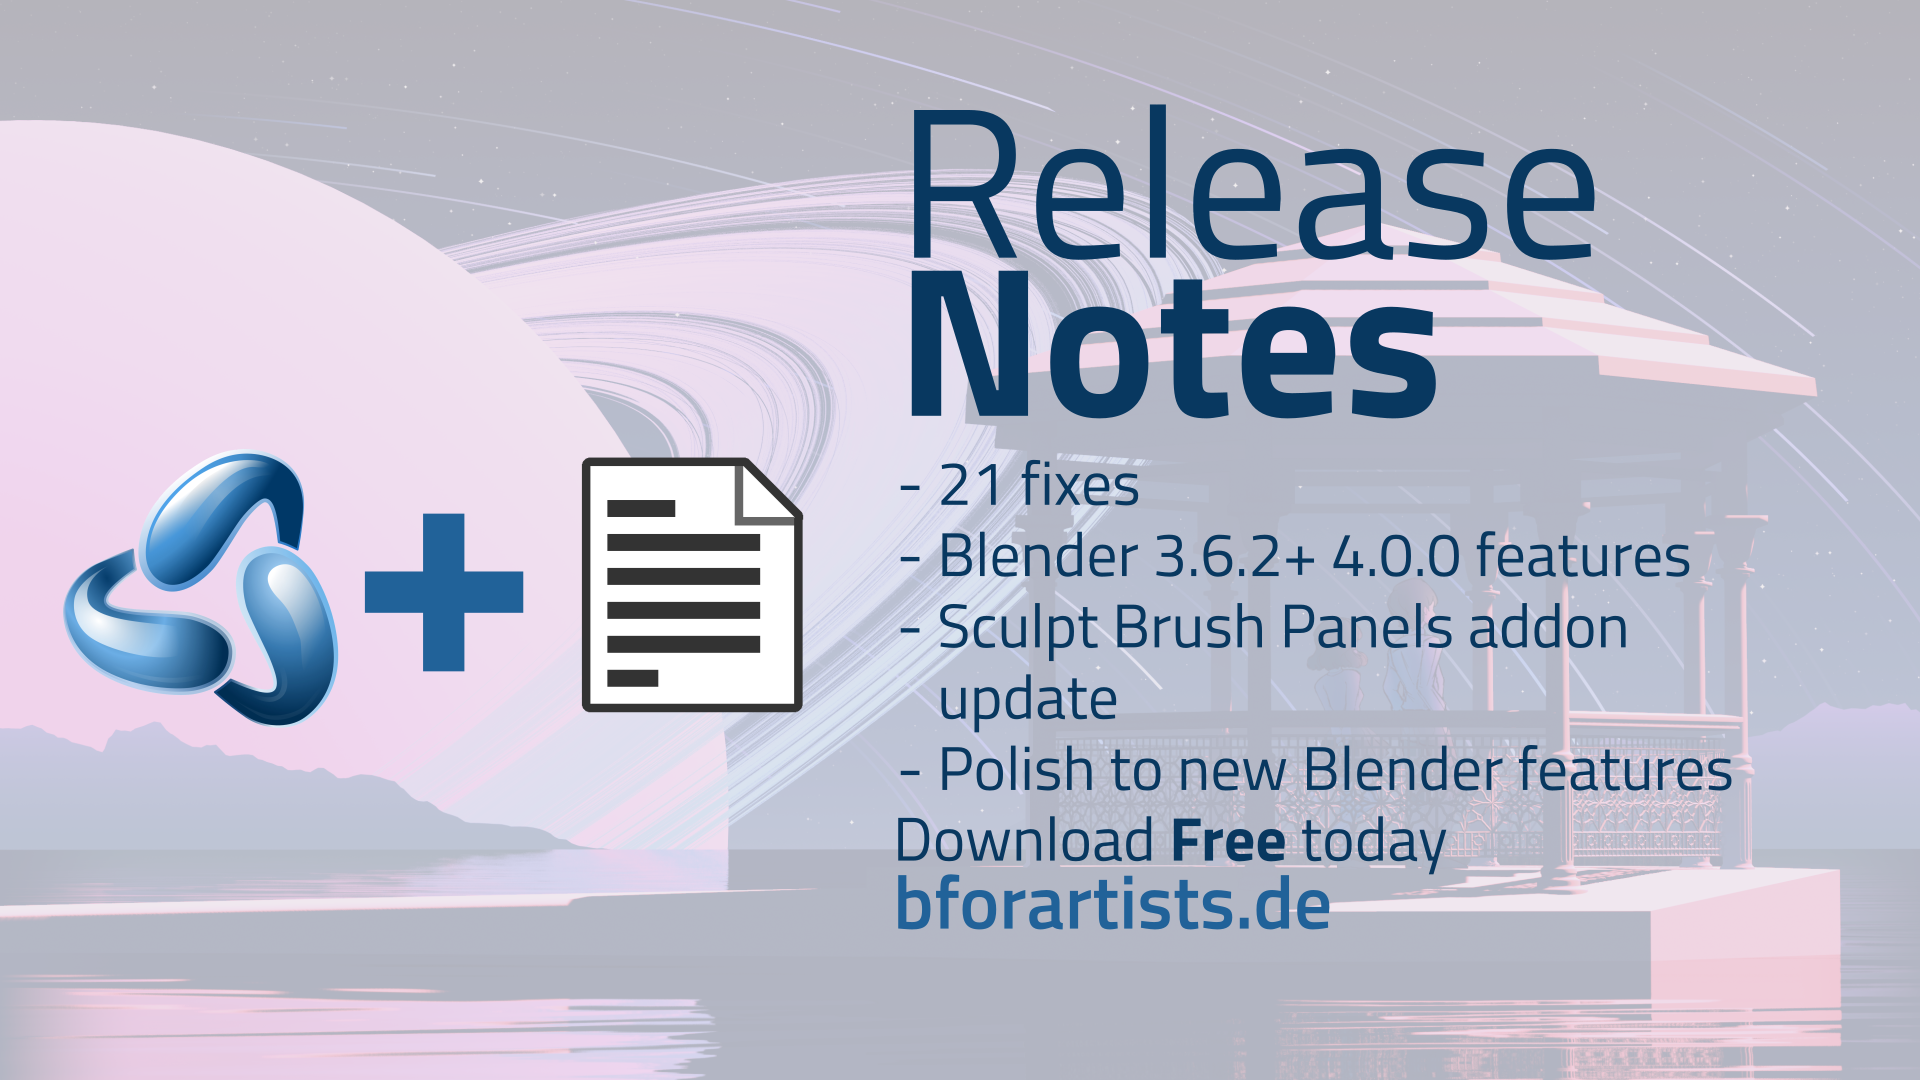 Release
Notes
- 21 fixes
- Blender 3.6.2+ 4.0.0 features
- Sculpt Brush Panels addon
update
- Polish to new Blender features
Download Free today
bforartists.de